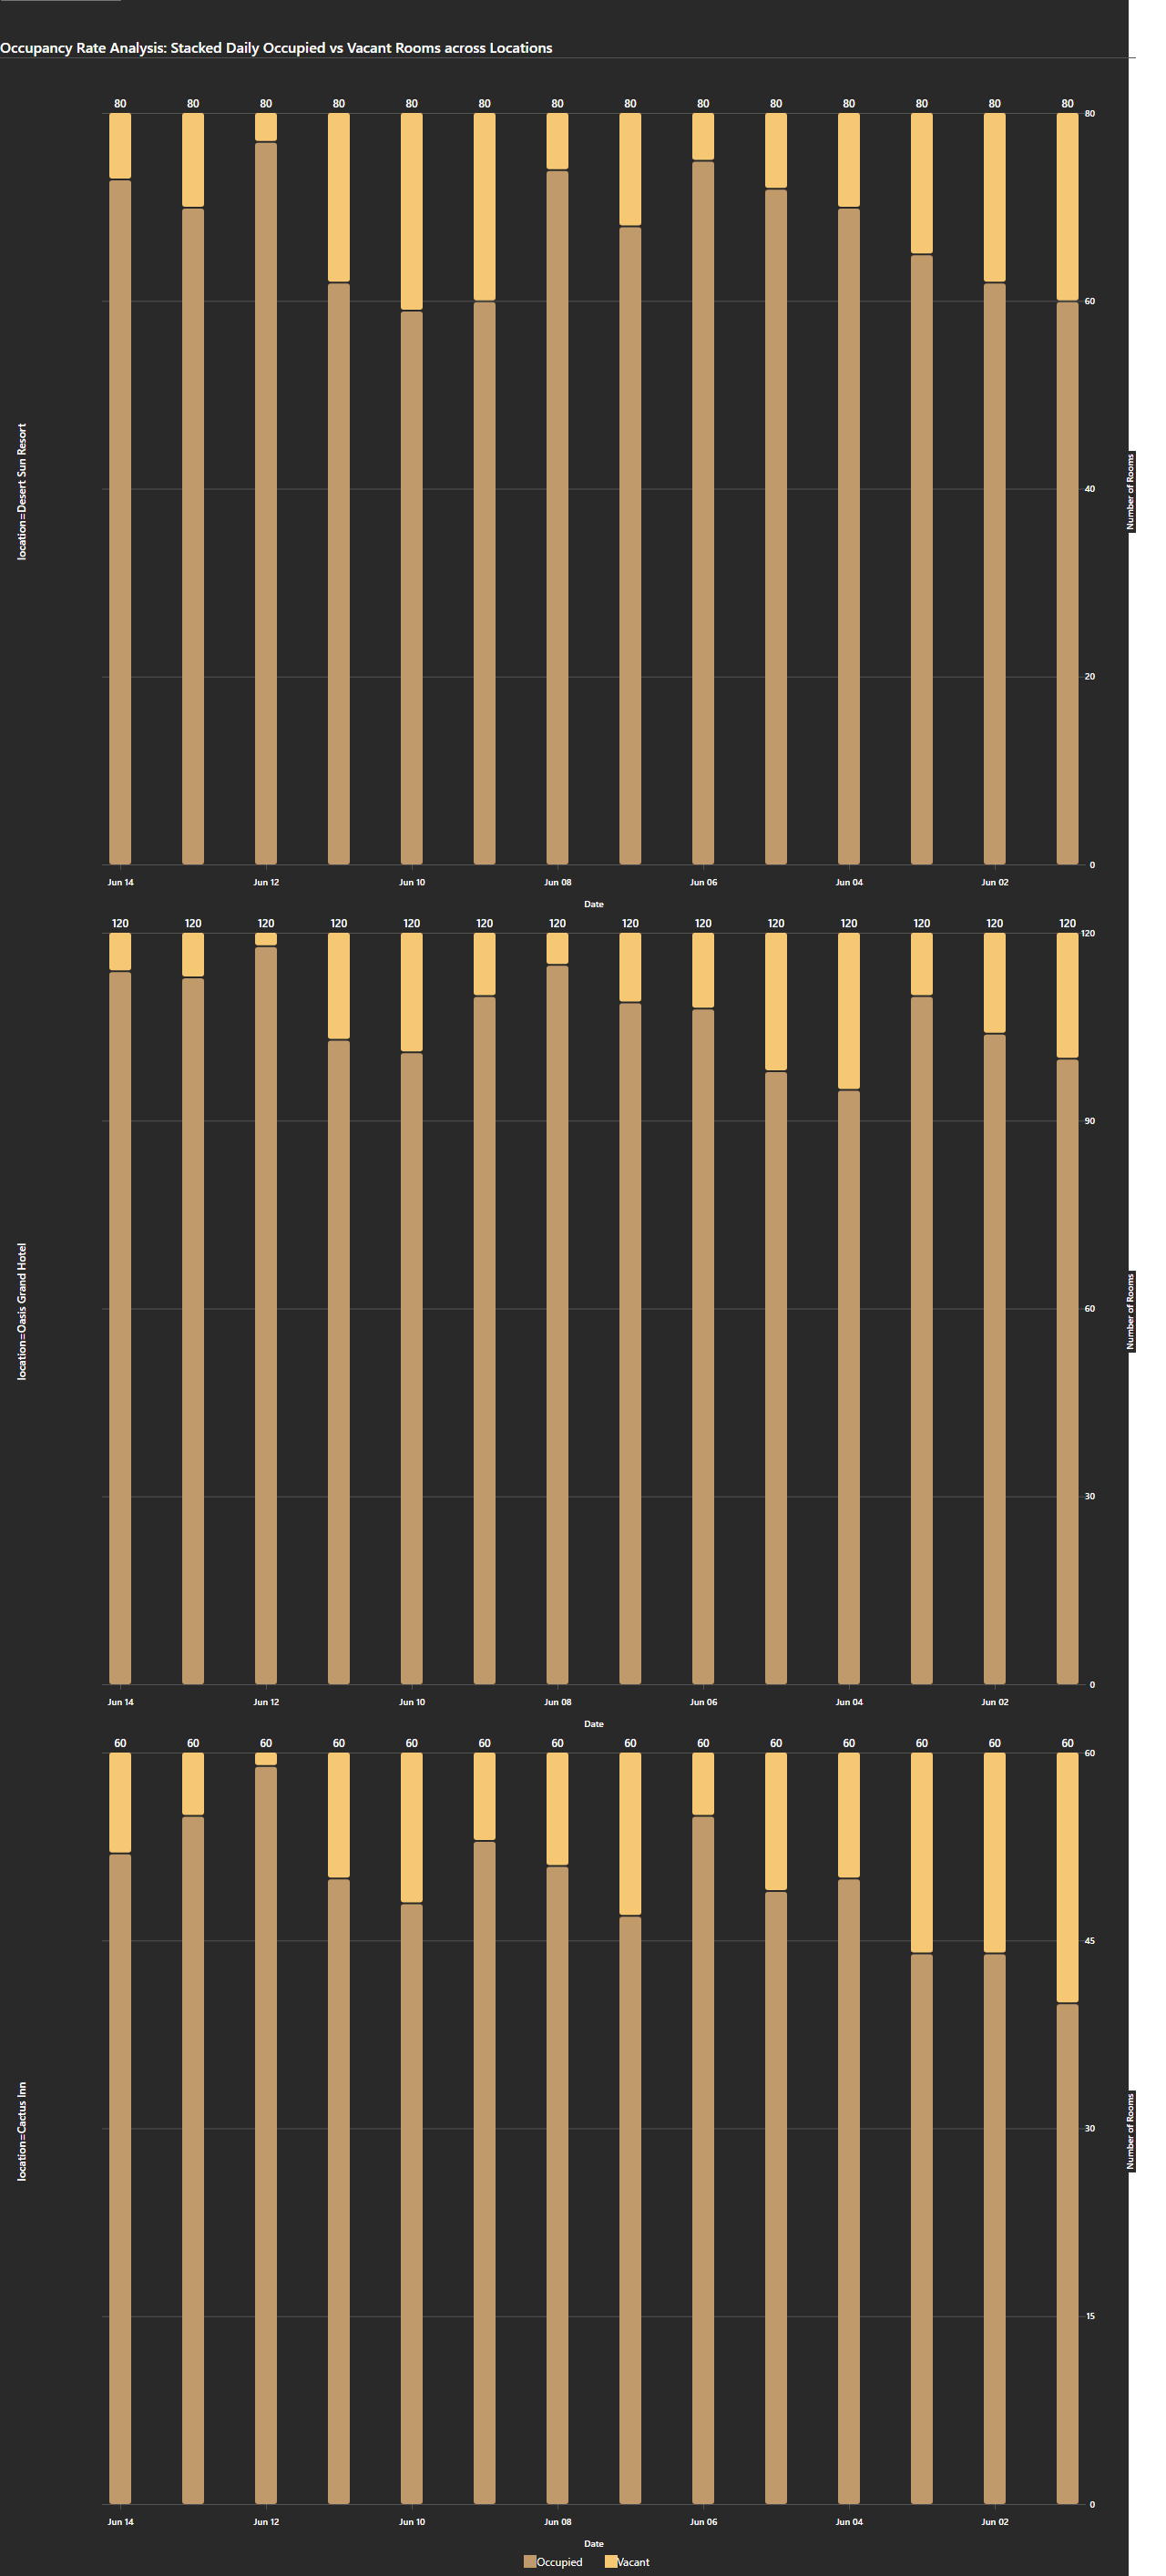 Occupancy Rate Analysis: Stacked Daily Occupied vs Vacant Rooms across Locations
80 80 80 80 80 80 80 80 80 80 80 80 80 80
80
60
40
20
0
location=Desert Sun Resort
Number of Rooms
Jun 14 Jun 12 Jun 10 Jun 08 Jun 06 Jun 04 Jun 02
Date
120 120 120 120 120 120 120 120 120 120 120 120 120 120
120
90
60
30
0
location=Oasis Grand Hotel
Number of Rooms
Jun 14 Jun 12 Jun 10 Jun 08 Jun 06 Jun 04 Jun 02
Date
60 60 60 60 60 60 60 60 60 60 60 60 60 60
60
45
30
15
0
location=Cactus Inn
Number of Rooms
Jun 14 Jun 12 Jun 10 Jun 08 Jun 06 Jun 04 Jun 02
Date
Occupied Vacant